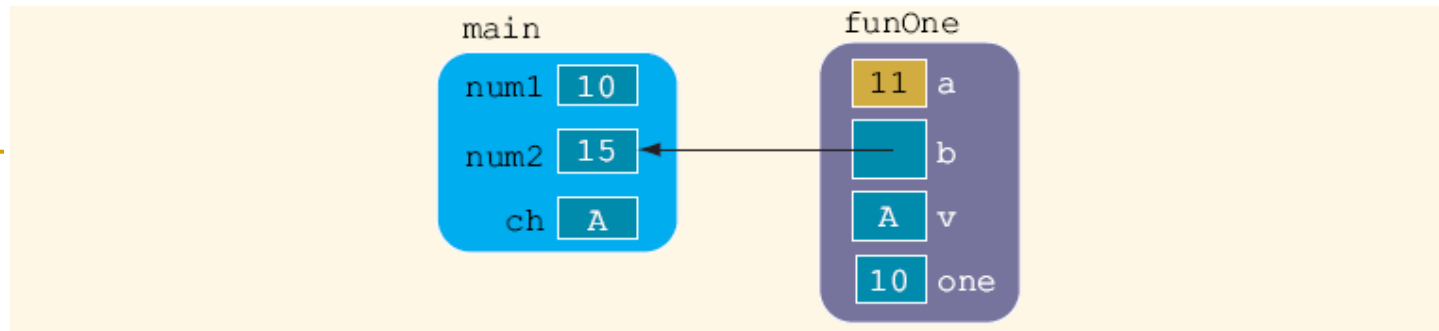 main
num1 10
num2 15
ch A
funOne
11 a
b
A v
10 one